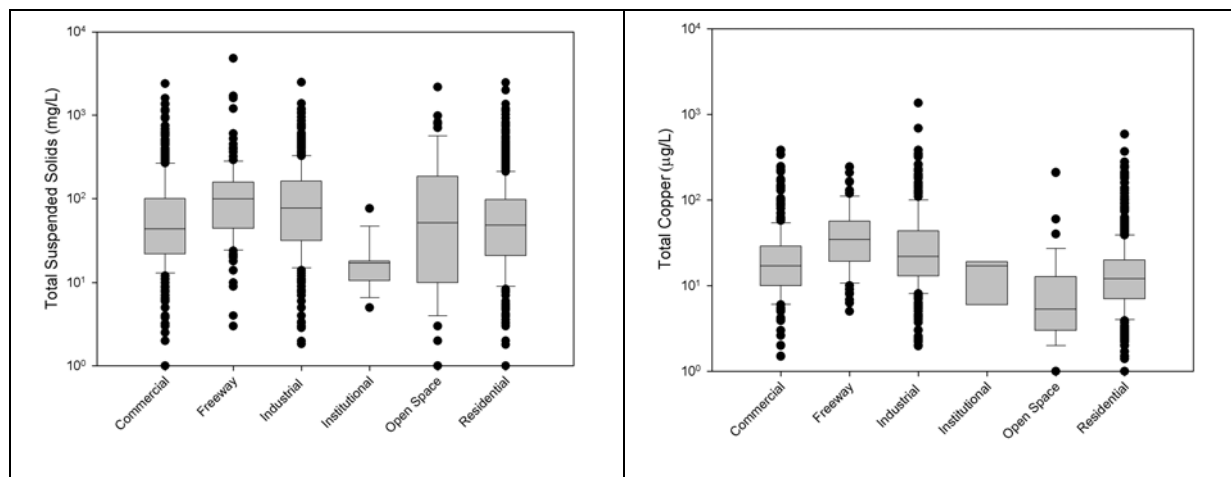 Total Suspended Solids (mg/L)
10⁴
10³
10²
10¹
10⁰
Commercial
Freeway
Industrial
Institutional
Open Space
Residential
Total Copper (μg/L)
10⁴
10³
10²
10¹
10⁰
Commercial
Freeway
Industrial
Institutional
Open Space
Residential